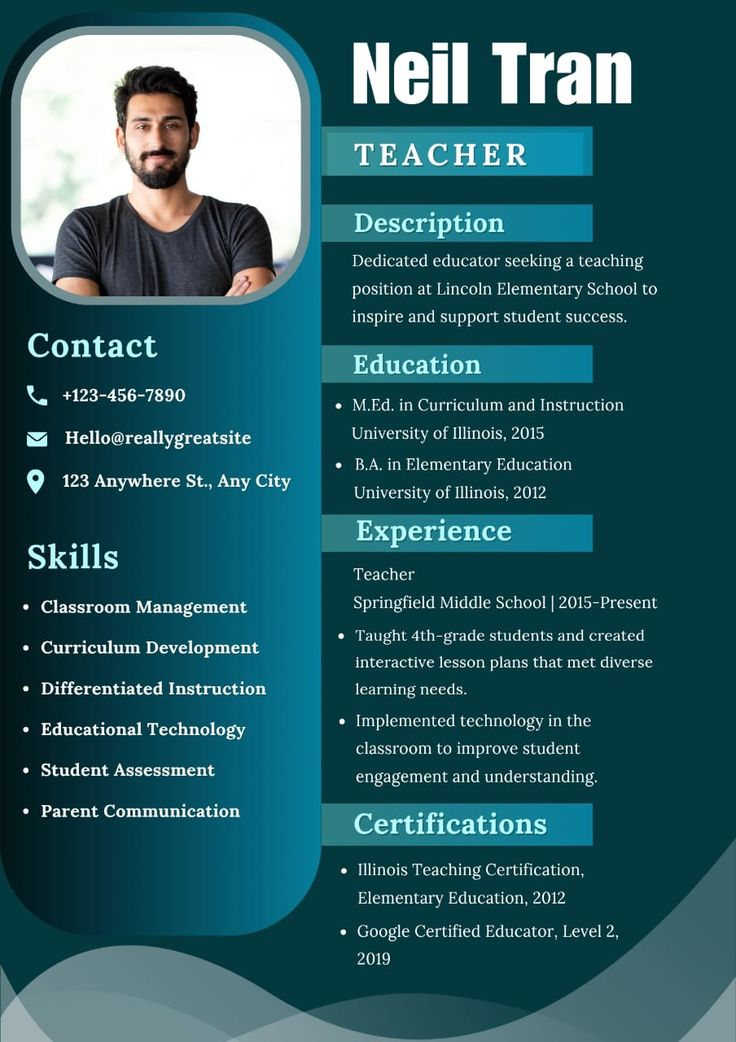 Neil Tran
TEACHER
Contact
+123-456-7890
Hello@reallygreatsite
123 Anywhere St., Any City
Skills
• Classroom Management
• Curriculum Development
• Differentiated Instruction
• Educational Technology
• Student Assessment
• Parent Communication
Description
Dedicated educator seeking a teaching
position at Lincoln Elementary School to
inspire and support student success.
Education
• M.Ed. in Curriculum and Instruction
University of Illinois, 2015
• B.A. in Elementary Education
University of Illinois, 2012
Experience
Teacher
Springfield Middle School | 2015-Present
• Taught 4th-grade students and created
interactive lesson plans that met diverse
learning needs.
• Implemented technology in the
classroom to improve student
engagement and understanding.
Certifications
• Illinois Teaching Certification,
Elementary Education, 2012
• Google Certified Educator, Level 2,
2019